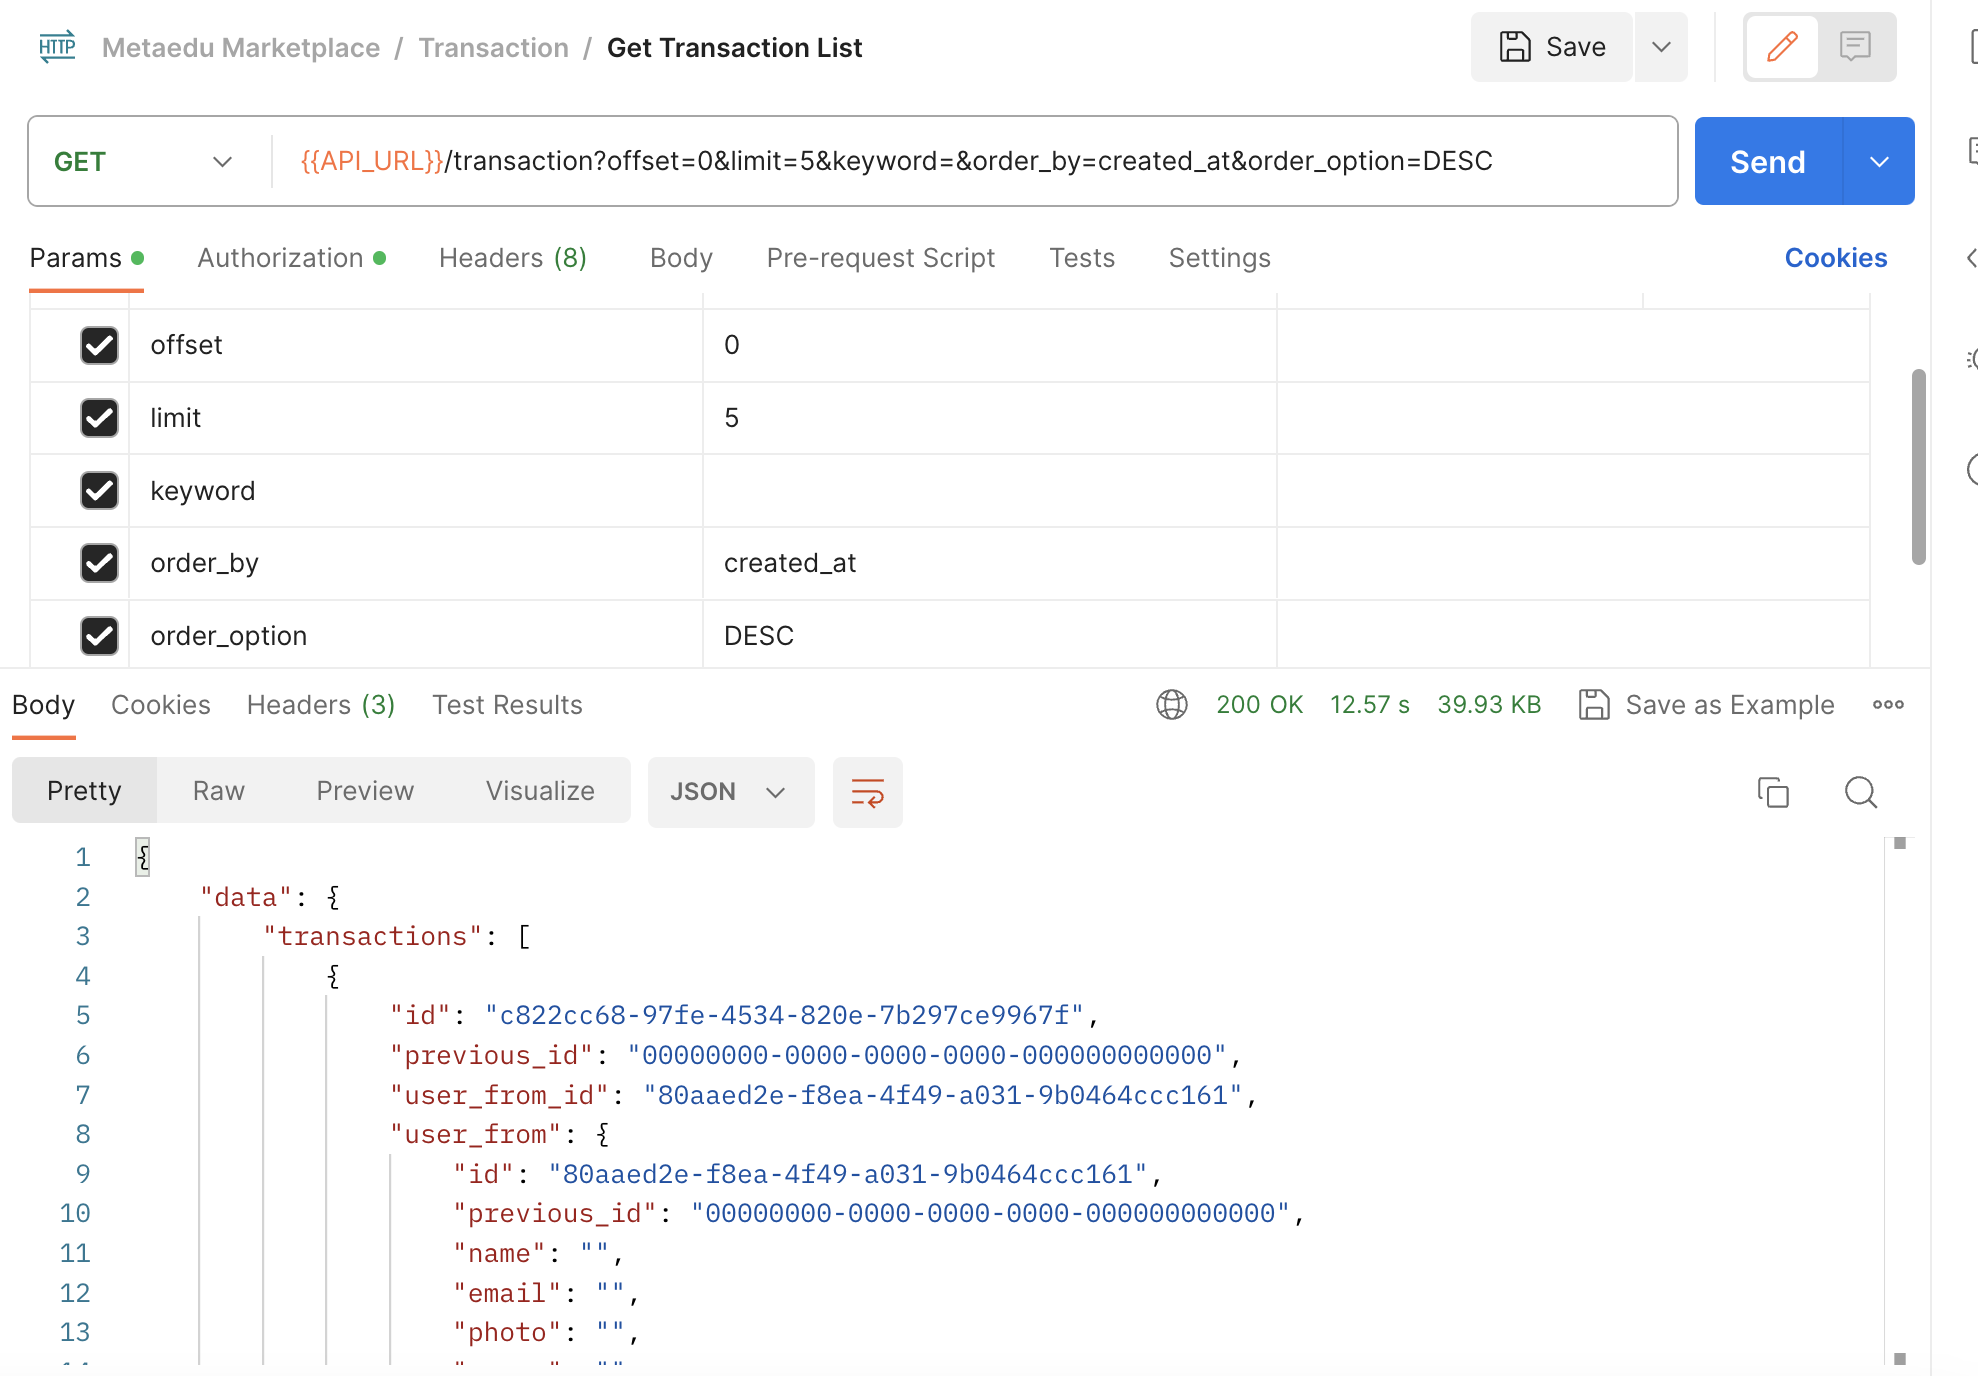 HTTP Metaedu Marketplace / Transaction / Get Transaction List Save
GET {{API_URL}}/transaction?offset=0&limit=5&keyword=&order_by=created_at&order_option=DESC Send
Params Authorization Headers (8) Body Pre-request Script Tests Settings Cookies
offset 0
limit 5
keyword
order_by created_at
order_option DESC
Body Cookies Headers (3) Test Results 200 OK 12.57 s 39.93 KB Save as Example
Pretty Raw Preview Visualize JSON
1 {
2 "data": {
3 "transactions": [
4 {
5 "id": "c822cc68-97fe-4534-820e-7b297ce9967f",
6 "previous_id": "00000000-0000-0000-0000-000000000000",
7 "user_from_id": "80aaed2e-f8ea-4f49-a031-9b0464ccc161",
8 "user_from": {
9 "id": "80aaed2e-f8ea-4f49-a031-9b0464ccc161",
10 "previous_id": "00000000-0000-0000-0000-000000000000",
11 "name": "",
12 "email": "",
13 "photo": "",